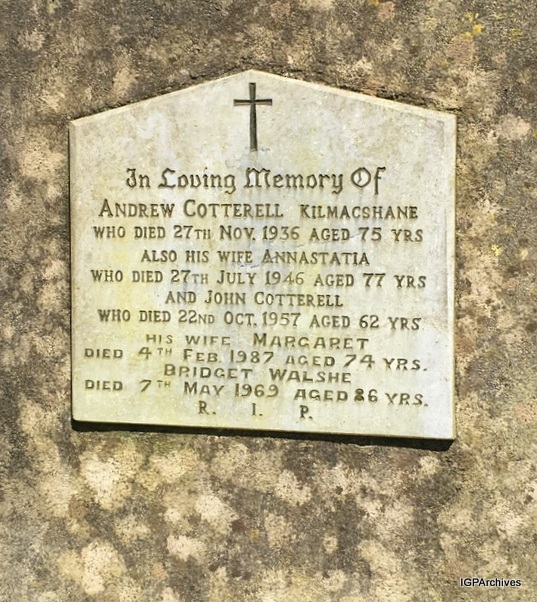 In Loving Memory Of
ANDREW COTTERELL KILMACSHANE
WHO DIED 27TH NOV. 1936 AGED 75 YRS
ALSO HIS WIFE ANNASTATIA
WHO DIED 27TH JULY 1946 AGED 77 YRS
AND JOHN COTTERELL
WHO DIED 22ND OCT. 1957 AGED 62 YRS
HIS WIFE MARGARET
DIED 4TH FEB. 1987 AGED 74 YRS.
BRIDGET WALSHE
DIED 7TH MAY 1969 AGED 86 YRS.
R. I. P.
IGPArchives